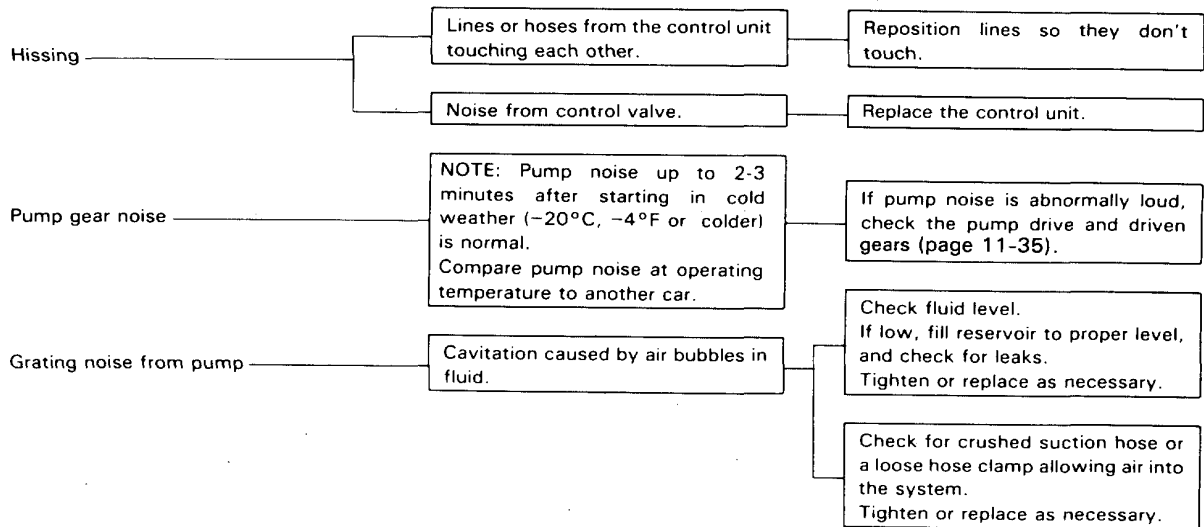 Hissing
Lines or hoses from the control unit
touching each other.
Reposition lines so they don't
touch.
Noise from control valve.
Replace the control unit.
Pump gear noise
NOTE: Pump noise up to 2-3
minutes after starting in cold
weather (−20°C, −4°F or colder)
is normal.
Compare pump noise at operating
temperature to another car.
If pump noise is abnormally loud,
check the pump drive and driven
gears (page 11-35).
Grating noise from pump
Cavitation caused by air bubbles in
fluid.
Check fluid level.
If low, fill reservoir to proper level,
and check for leaks.
Tighten or replace as necessary.
Check for crushed suction hose or
a loose hose clamp allowing air into
the system.
Tighten or replace as necessary.